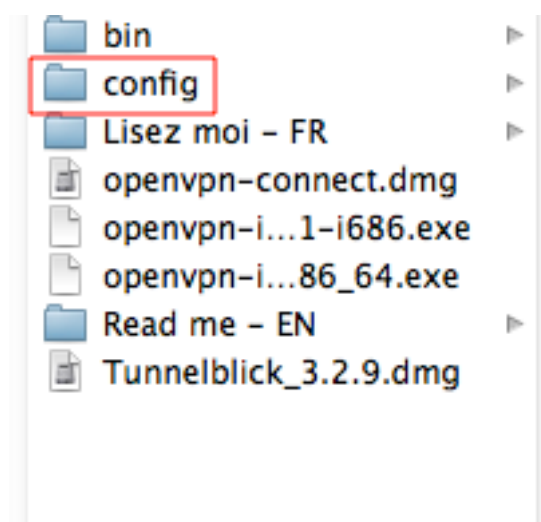 bin
config
Lisez moi – FR
openvpn-connect.dmg
openvpn-i...1-i686.exe
openvpn-i...86_64.exe
Read me – EN
Tunnelblick_3.2.9.dmg